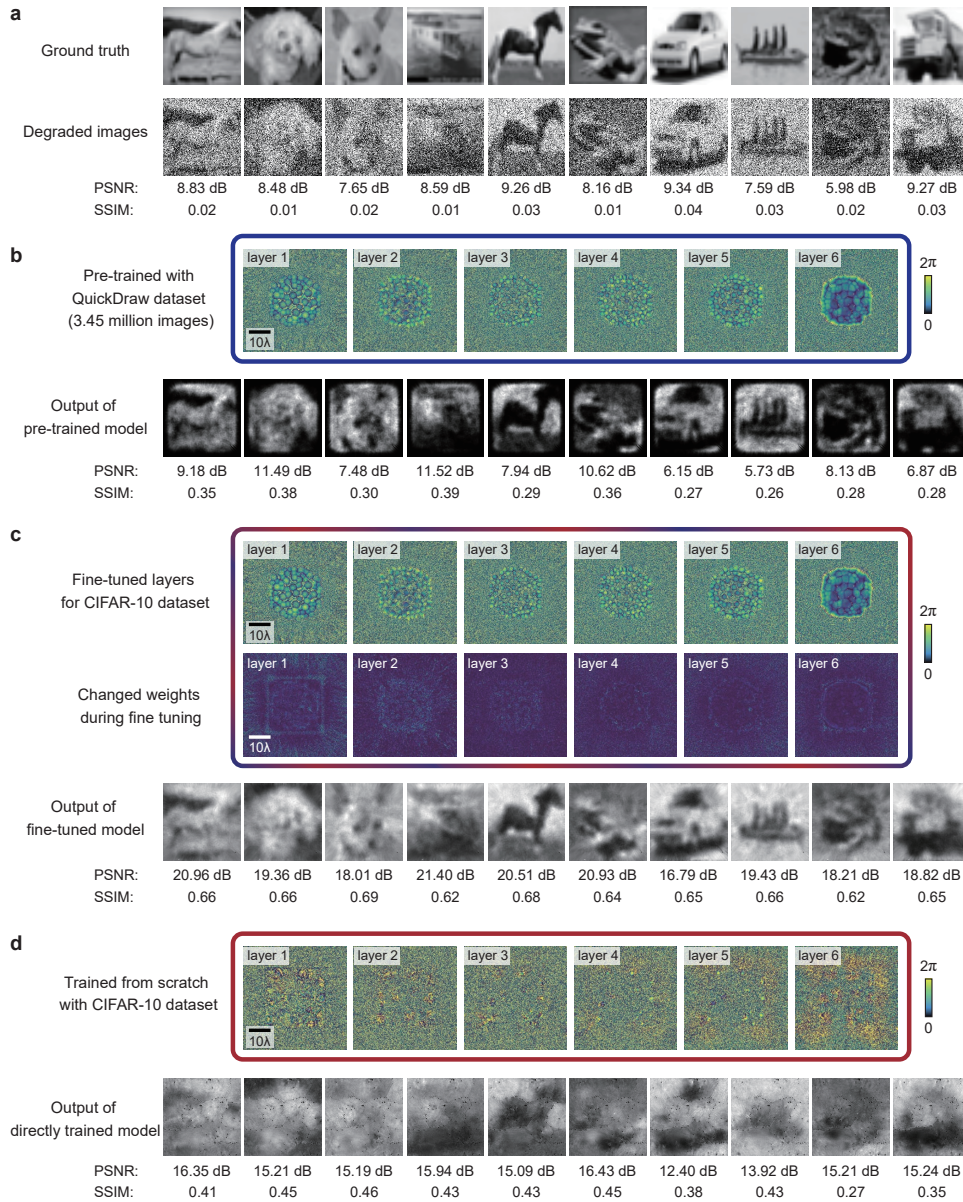 a
Ground truth
Degraded images
PSNR: 8.83 dB 8.48 dB 7.65 dB 8.59 dB 9.26 dB 8.16 dB 9.34 dB 7.59 dB 5.98 dB 9.27 dB
SSIM: 0.02 0.01 0.02 0.01 0.03 0.01 0.04 0.03 0.02 0.03
b
layer 1 layer 2 layer 3 layer 4 layer 5 layer 6
Pre-trained with
QuickDraw dataset
(3.45 million images)
10λ
2π
0
Output of
pre-trained model
PSNR: 9.18 dB 11.49 dB 7.48 dB 11.52 dB 7.94 dB 10.62 dB 6.15 dB 5.73 dB 8.13 dB 6.87 dB
SSIM: 0.35 0.38 0.30 0.39 0.29 0.36 0.27 0.26 0.28 0.28
c
layer 1 layer 2 layer 3 layer 4 layer 5 layer 6
Fine-tuned layers
for CIFAR-10 dataset
10λ
2π
0
layer 1 layer 2 layer 3 layer 4 layer 5 layer 6
Changed weights
during fine tuning
10λ
Output of
fine-tuned model
PSNR: 20.96 dB 19.36 dB 18.01 dB 21.40 dB 20.51 dB 20.93 dB 16.79 dB 19.43 dB 18.21 dB 18.82 dB
SSIM: 0.66 0.66 0.69 0.62 0.68 0.64 0.65 0.66 0.62 0.65
d
layer 1 layer 2 layer 3 layer 4 layer 5 layer 6
Trained from scratch
with CIFAR-10 dataset
10λ
2π
0
Output of
directly trained model
PSNR: 16.35 dB 15.21 dB 15.19 dB 15.94 dB 15.09 dB 16.43 dB 12.40 dB 13.92 dB 15.21 dB 15.24 dB
SSIM: 0.41 0.45 0.46 0.43 0.43 0.45 0.38 0.43 0.27 0.35